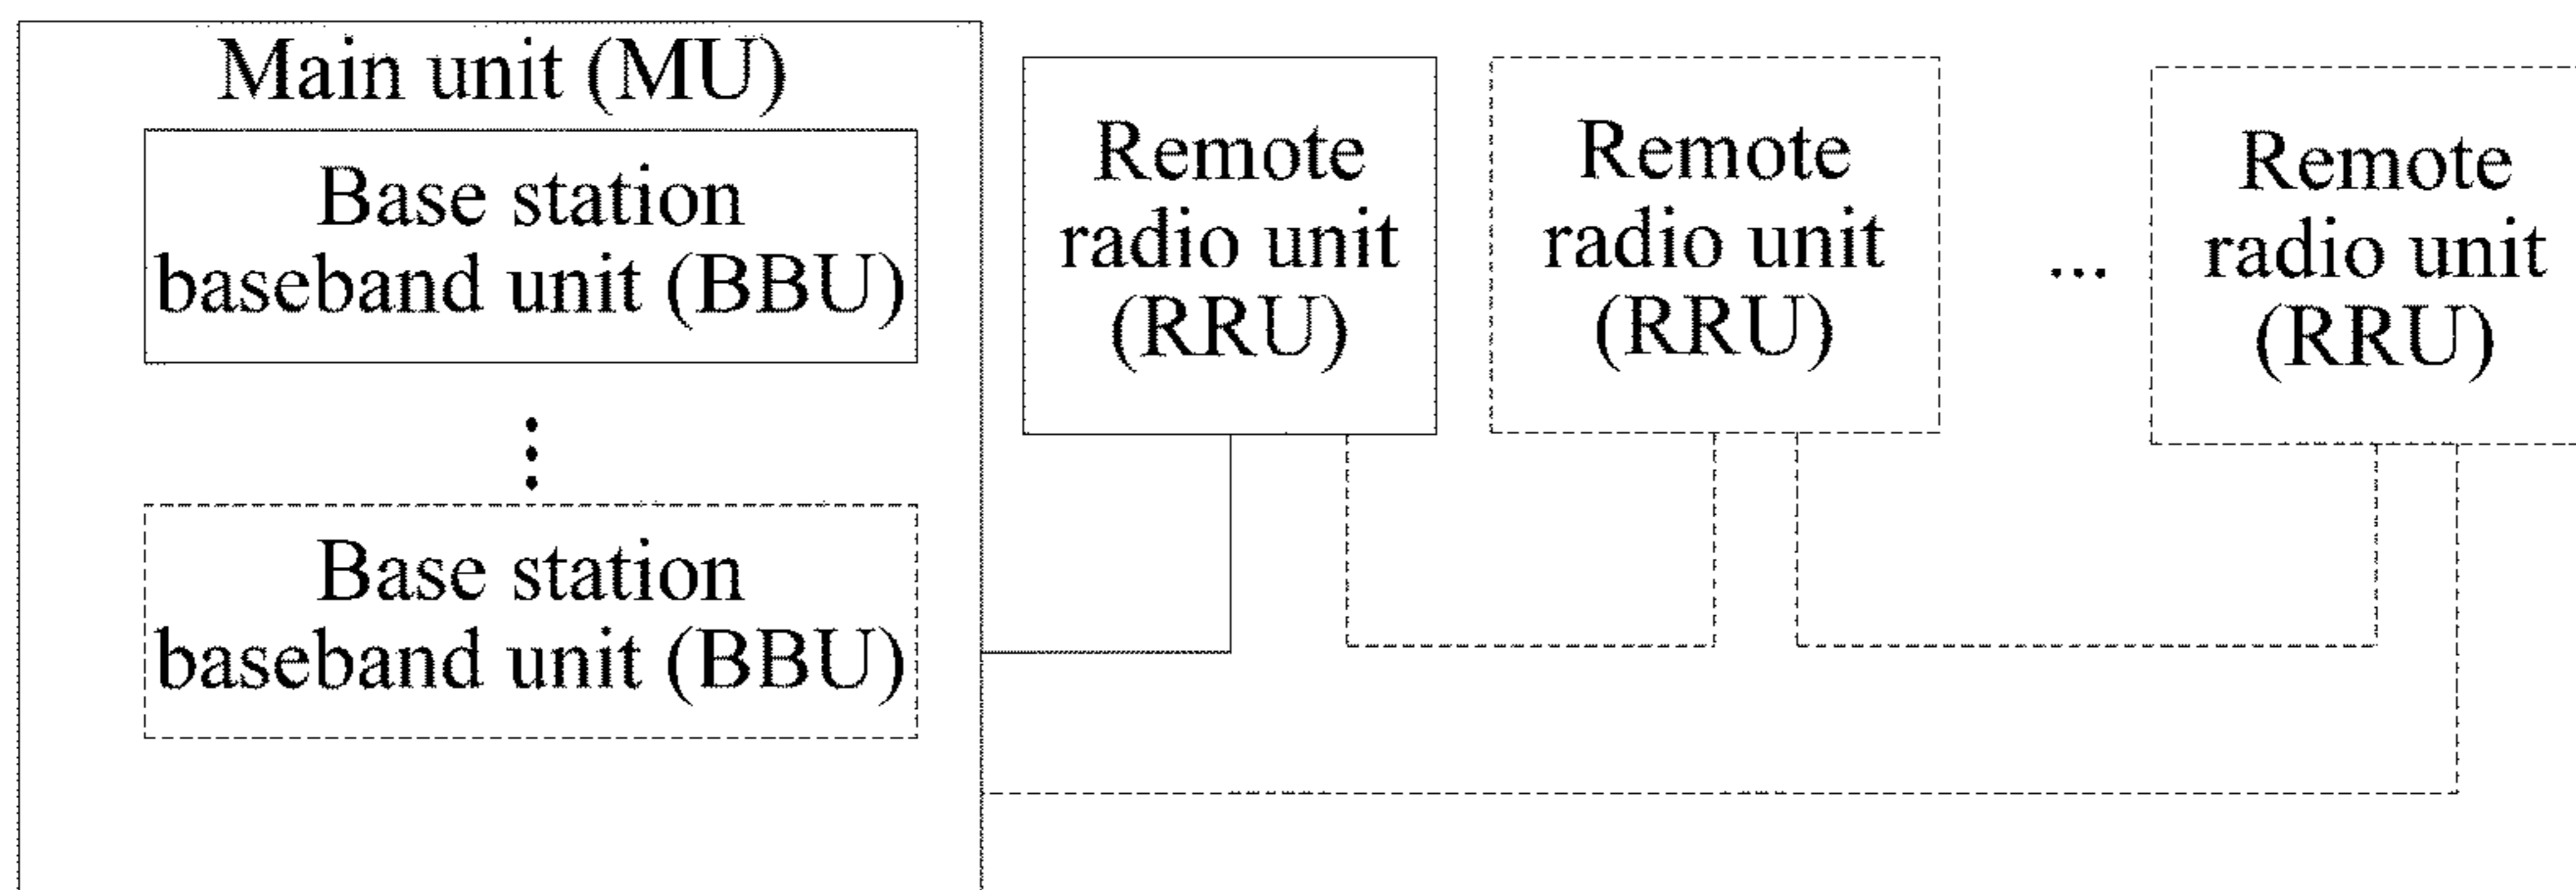 Main unit (MU)
Base station
baseband unit (BBU)
Base station
baseband unit (BBU)
Remote
radio unit
(RRU)
Remote
radio unit
(RRU)
...
Remote
radio unit
(RRU)